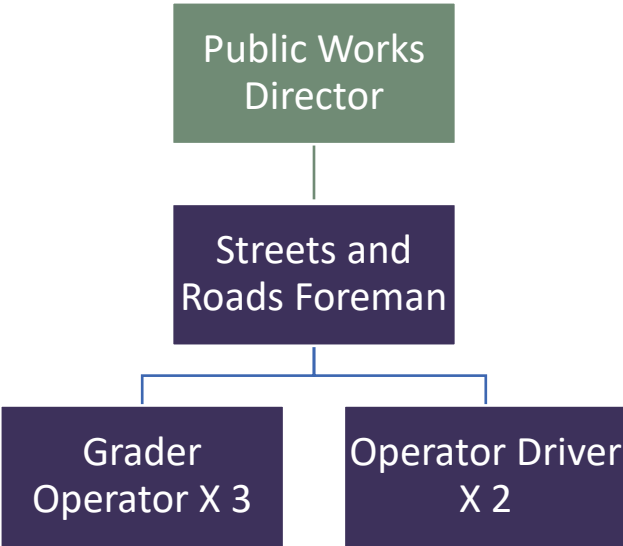 Public Works
Director
Streets and
Roads Foreman
Grader
Operator X 3
Operator Driver
X 2